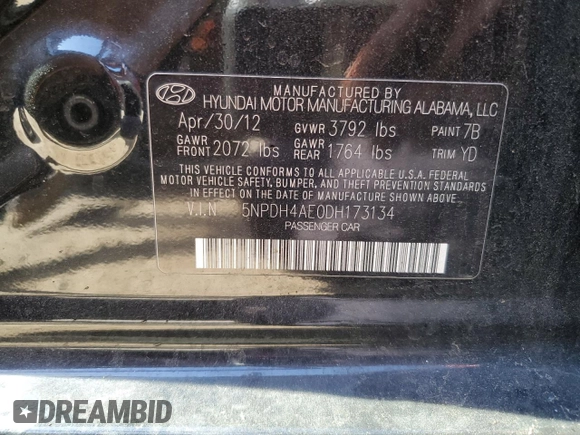 MANUFACTURED BY
HYUNDAI MOTOR MANUFACTURING ALABAMA, LLC
Apr/30/12 GVWR 3792 lbs PAINT 7B
GAWR FRONT 2072 lbs GAWR REAR 1764 lbs TRIM YD
THIS VEHICLE CONFORMS TO ALL APPLICABLE U.S.A. FEDERAL
MOTOR VEHICLE SAFETY, BUMPER, AND THEFT PREVENTION STANDARDS
IN EFFECT ON THE DATE OF MANUFACTURE SHOWN ABOVE.
V.I.N 5NPDH4AE0DH173134
PASSENGER CAR
DREAMBID